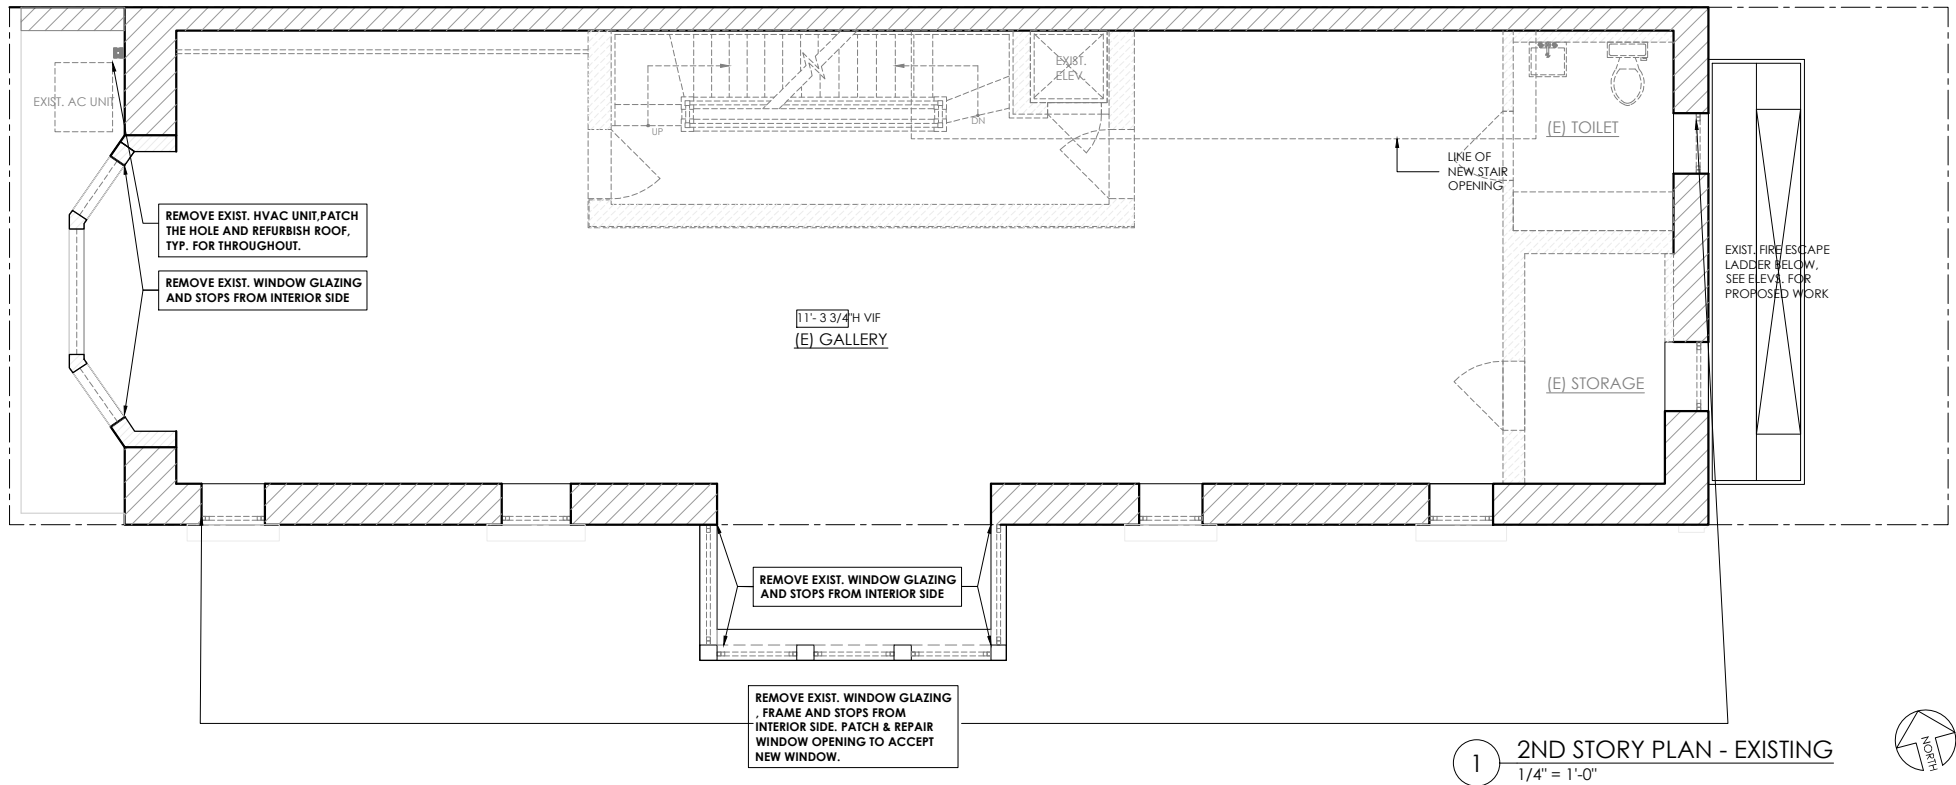 EXIST. AC UNIT
EXIST.
ELEV.
UP
DN
(E) TOILET
LINE OF
NEW STAIR
OPENING
REMOVE EXIST. HVAC UNIT,PATCH
THE HOLE AND REFURBISH ROOF,
TYP. FOR THROUGHOUT.
REMOVE EXIST. WINDOW GLAZING
AND STOPS FROM INTERIOR SIDE
EXIST. FIRE ESCAPE
LADDER BELOW,
SEE ELEVS. FOR
PROPOSED WORK
11'- 3 3/4"H VIF
(E) GALLERY
(E) STORAGE
REMOVE EXIST. WINDOW GLAZING
AND STOPS FROM INTERIOR SIDE
REMOVE EXIST. WINDOW GLAZING
, FRAME AND STOPS FROM
INTERIOR SIDE. PATCH & REPAIR
WINDOW OPENING TO ACCEPT
NEW WINDOW.
1
2ND STORY PLAN - EXISTING
1/4" = 1'-0"
NORTH